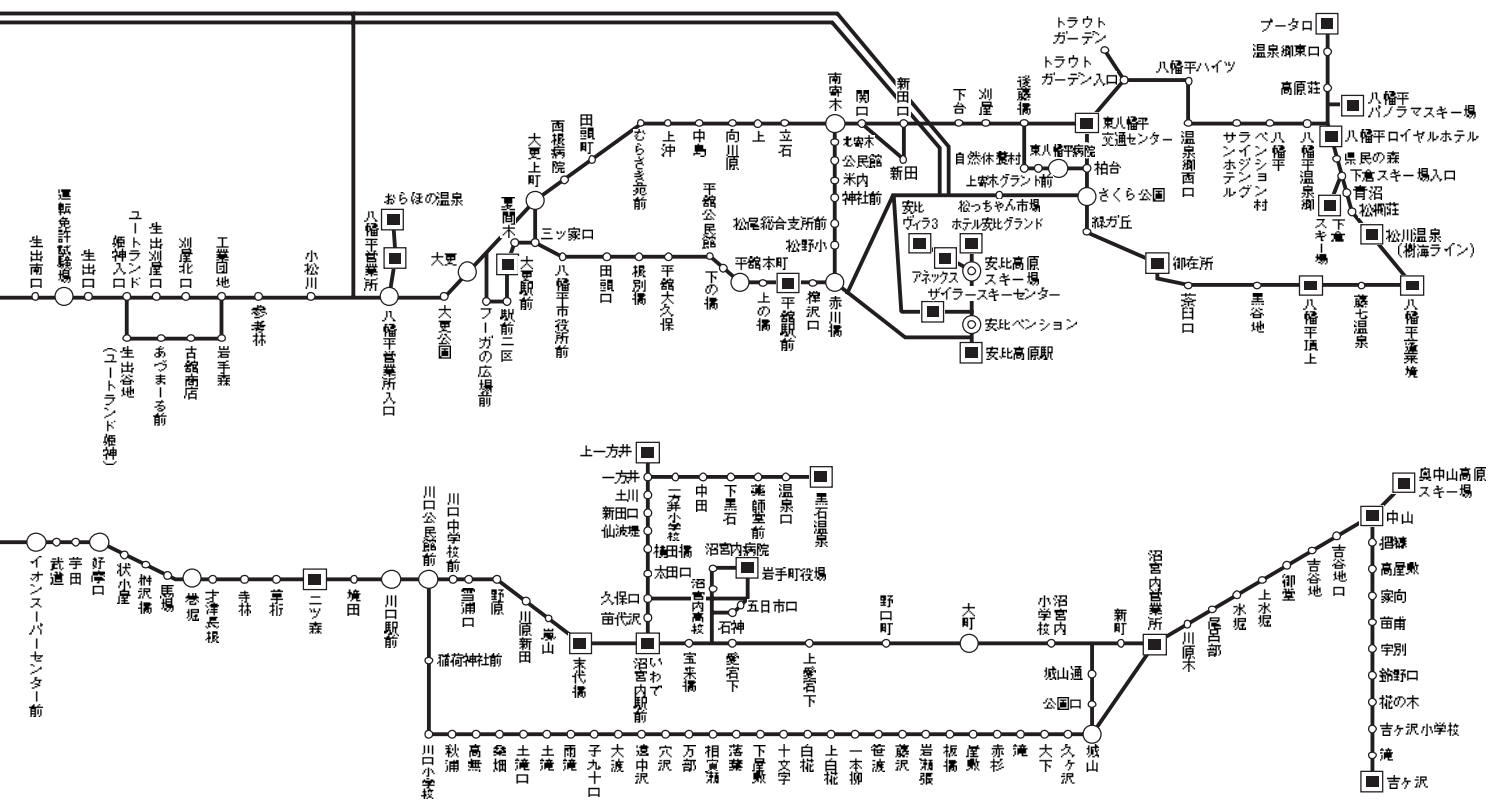 生出南口
運転免許試験場
生出口
ユートランド
姫神入口
生出別屋口
別屋北口
工業団地
参考林
小松川
生出谷地
(ユートランド姫神)
あづまーる前
古舘商店
岩手森
おらほの温泉
八幡平営業所
八幡平営業所入口
大更公園
大更
大更上町
西根病院
田頭町
夏間木
大更駅前
駅前二区
フーガの広場前
三ッ家口
八幡平市役所前
田頭口
根別橋
平舘大久保
平舘公民館
下の橋
平舘本町
上の橋
平舘駅前
樺沢口
赤川橋
むらさき苑前
上沖
中島
向川原
上
立石
南寄木
北寄木
公民館
米内
神社前
松尾総合支所前
松野小
関口
新田口
新田
下台
刈屋
後藤橋
自然休養村
東八幡平病院
上寄木グランド前
柏台
東八幡平
交通センター
トラウト
ガーデン
トラウト
ガーデン入口
八幡平ハイツ
温泉郷西口
サラインジング
ペンション村
八幡平
八幡平温泉郷
プータロ
温泉郷東口
高原荘
八幡平
パノラマスキー場
八幡平ロイヤルホテル
県民の森
下倉スキー場入口
青沼
松楓荘
下倉
スキー場
松川温泉
(樹海ライン)
さくら公園
緑ガ丘
御在所
茶臼口
黒谷地
八幡平頂上
藤七温泉
八幡平蓬莱境
松っちゃん市場
安比
ヴィラ3
ホテル安比グランド
アネックス
安比高原
スキー場
ザイラースキーセンター
安比ペンション
安比高原駅
イオンスーパーセンター前
武道
芋田
好摩口
状小屋
桝沢橋
馬場
巻堀
才津長根
寺林
草桁
二ツ森
境田
川口駅前
川口公民館前
川口中学校前
雪浦口
野原
川原新田
嵐山
末代橋
いわて
沼宮内駅前
上一方井
一方井
土川
新田口
仙波堤
横田橋
太田口
久保口
苗代沢
一方井小学校
中田
下黒石
薬師堂前
温泉口
黒石温泉
沼宮内病院
岩手町役場
沼宮内高校
五日市口
石神
宝来橋
愛宕下
上愛宕下
野口町
大町
沼宮内
小学校
新町
沼宮内営業所
城山通
公園口
城山
稲荷神社前
川口小学校
秋浦
高無
桑畑
土滝口
土滝
雨滝
子九十口
大渡
遠中沢
穴沢
万部
相寅瀬
落葉
下屋敷
十文字
白椛
上白椛
一本柳
笹渡
藤沢
岩瀬張
板橋
屋敷
赤杉
滝
大下
久ヶ沢
川原木
尾呂部
水堀
上水堀
御堂
吉谷地
吉谷地口
奥中山高原
スキー場
中山
摺糠
高屋敷
家向
苗甫
宇別
鈴野口
椛の木
吉ヶ沢小学校
滝
吉ヶ沢